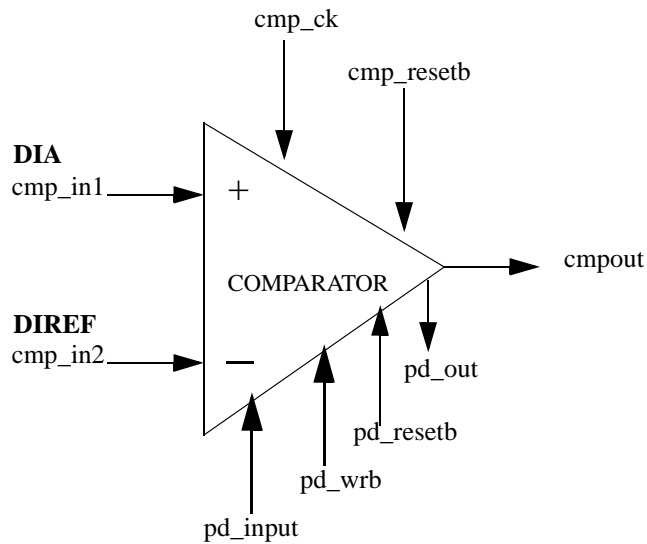 cmp_ck
cmp_resetb
DIA
cmp_in1
+
COMPARATOR
cmpout
DIREF
cmp_in2
−
pd_out
pd_resetb
pd_wrb
pd_input